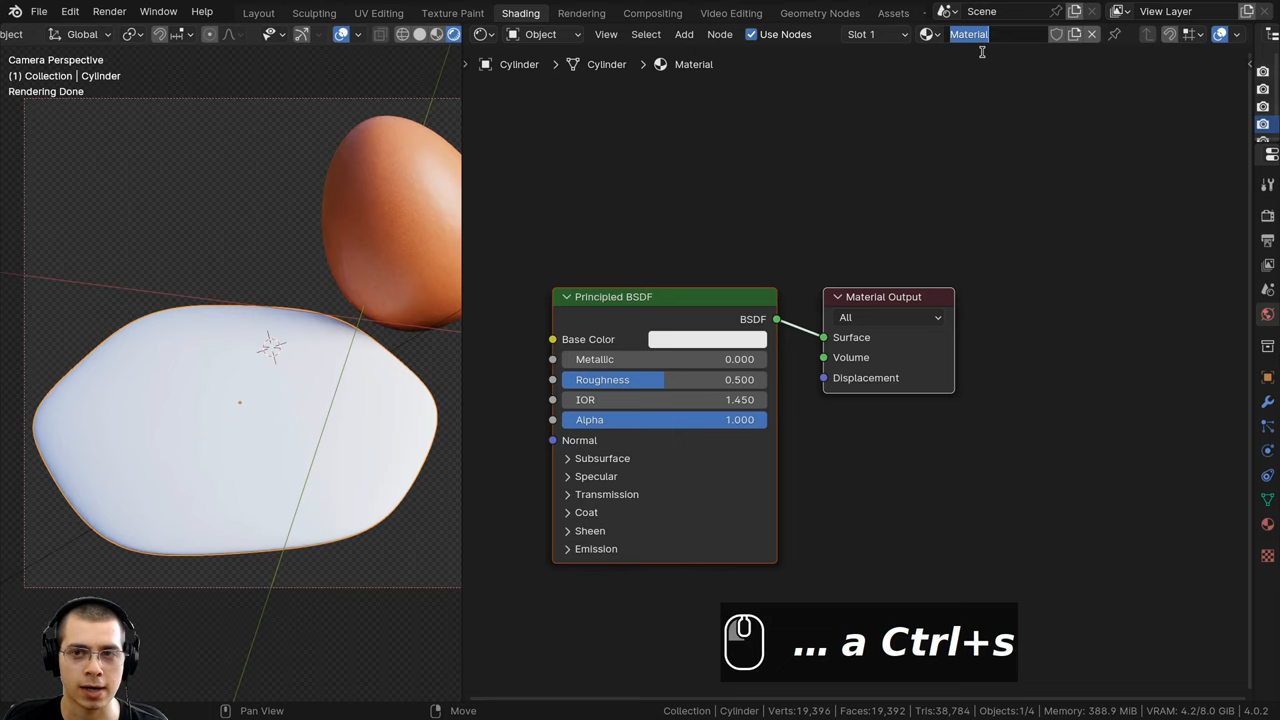 File Edit Render Window Help Layout Sculpting UV Editing Texture Paint Shading Rendering Compositing Video Editing Geometry Nodes Assets Scene View Layer
bject Global Object View Select Add Node Use Nodes Slot 1 Material
Camera Perspective
(1) Collection | Cylinder
Rendering Done
Cylinder > Cylinder > Material
Principled BSDF
BSDF
Base Color
Metallic 0.000
Roughness 0.500
IOR 1.450
Alpha 1.000
Normal
Subsurface
Specular
Transmission
Coat
Sheen
Emission
Material Output
All
Surface
Volume
Displacement
... a Ctrl+s
Pan View Move Collection | Cylinder | Verts:19,396 | Faces:19,392 | Tris:38,784 | Objects:1/4 | Memory: 388.9 MiB | VRAM: 4.2/8.0 GiB | 4.0.2